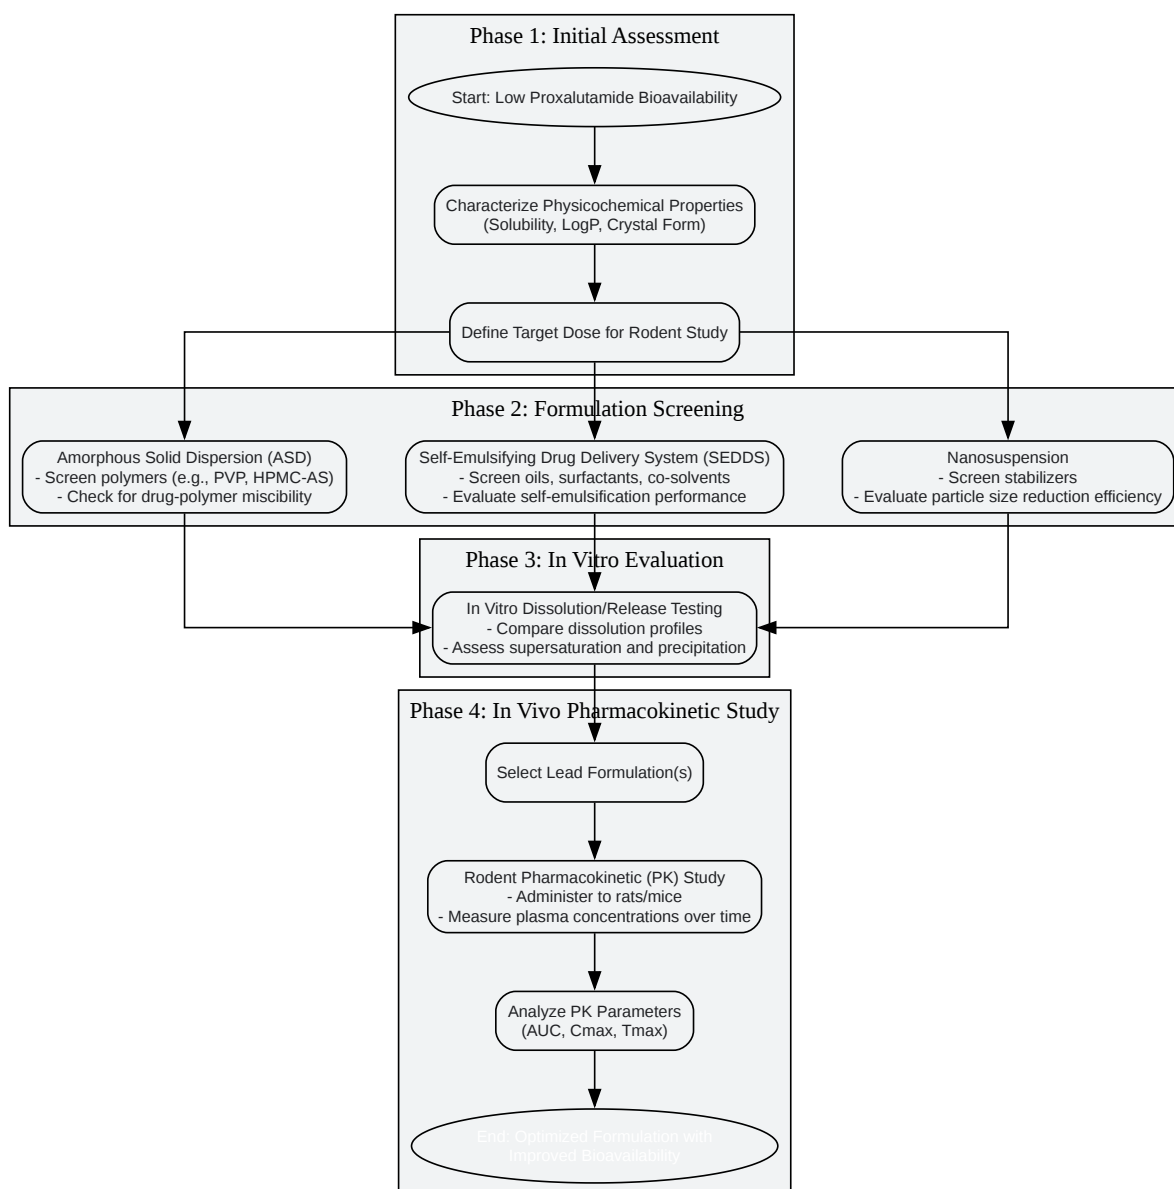 Phase 1: Initial Assessment
Start: Low Proxalutamide Bioavailability
Characterize Physicochemical Properties
(Solubility, LogP, Crystal Form)
Define Target Dose for Rodent Study
Phase 2: Formulation Screening
Amorphous Solid Dispersion (ASD)
- Screen polymers (e.g., PVP, HPMC-AS)
- Check for drug-polymer miscibility
Self-Emulsifying Drug Delivery System (SEDDS)
- Screen oils, surfactants, co-solvents
- Evaluate self-emulsification performance
Nanosuspension
- Screen stabilizers
- Evaluate particle size reduction efficiency
Phase 3: In Vitro Evaluation
In Vitro Dissolution/Release Testing
- Compare dissolution profiles
- Assess supersaturation and precipitation
Phase 4: In Vivo Pharmacokinetic Study
Select Lead Formulation(s)
Rodent Pharmacokinetic (PK) Study
- Administer to rats/mice
- Measure plasma concentrations over time
Analyze PK Parameters
(AUC, Cmax, Tmax)
End: Optimized Formulation with
Improved Bioavailability